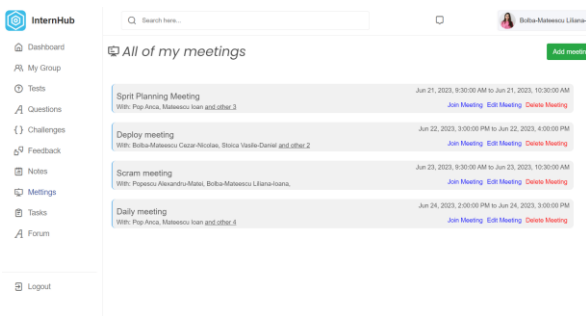 InternHub
Search here...
Bolba-Mateescu Liliana-
Dashboard
My Group
Tests
Questions
Challenges
Feedback
Notes
Mettings
Tasks
Forum
Logout
All of my meetings
Add meetin
Sprit Planning Meeting
With: Pop Anca, Mateescu Ioan and other 3
Jun 21, 2023, 9:30:00 AM to Jun 21, 2023, 10:30:00 AM
Join Meeting Edit Meeting Delete Meeting
Deploy meeting
With: Bolba-Mateescu Cezar-Nicolae, Stoica Vasile-Daniel and other 2
Jun 22, 2023, 3:00:00 PM to Jun 22, 2023, 4:00:00 PM
Join Meeting Edit Meeting Delete Meeting
Scram meeting
With: Popescu Alexandru-Matei, Bolba-Mateescu Liliana-Ioana,
Jun 23, 2023, 9:30:00 AM to Jun 23, 2023, 10:30:00 AM
Join Meeting Edit Meeting Delete Meeting
Daily meeting
With: Pop Anca, Mateescu Ioan and other 4
Jun 24, 2023, 2:00:00 PM to Jun 24, 2023, 3:00:00 PM
Join Meeting Edit Meeting Delete Meeting